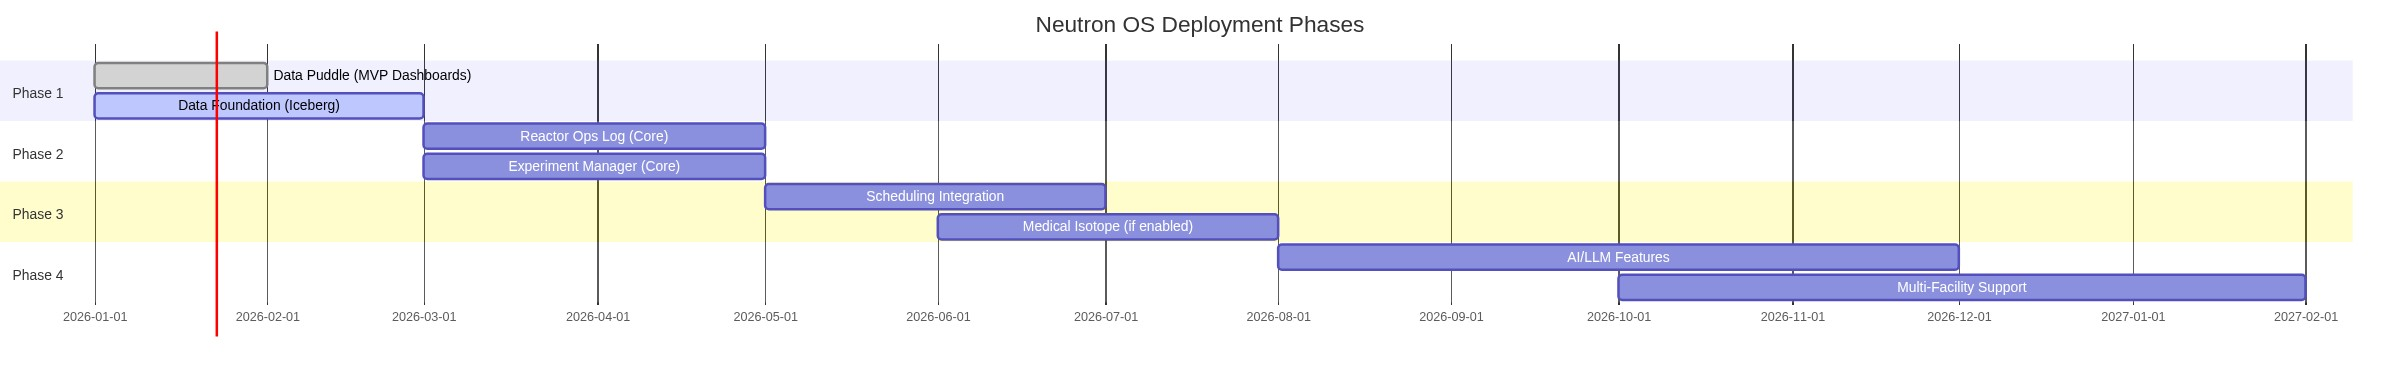 Neutron OS Deployment Phases
Phase 1
Data Puddle (MVP Dashboards)
Data Foundation (Iceberg)
Phase 2
Reactor Ops Log (Core)
Experiment Manager (Core)
Phase 3
Scheduling Integration
Medical Isotope (if enabled)
Phase 4
AI/LLM Features
Multi-Facility Support
2026-01-01 2026-02-01 2026-03-01 2026-04-01 2026-05-01 2026-06-01 2026-07-01 2026-08-01 2026-09-01 2026-10-01 2026-11-01 2026-12-01 2027-01-01 2027-02-01